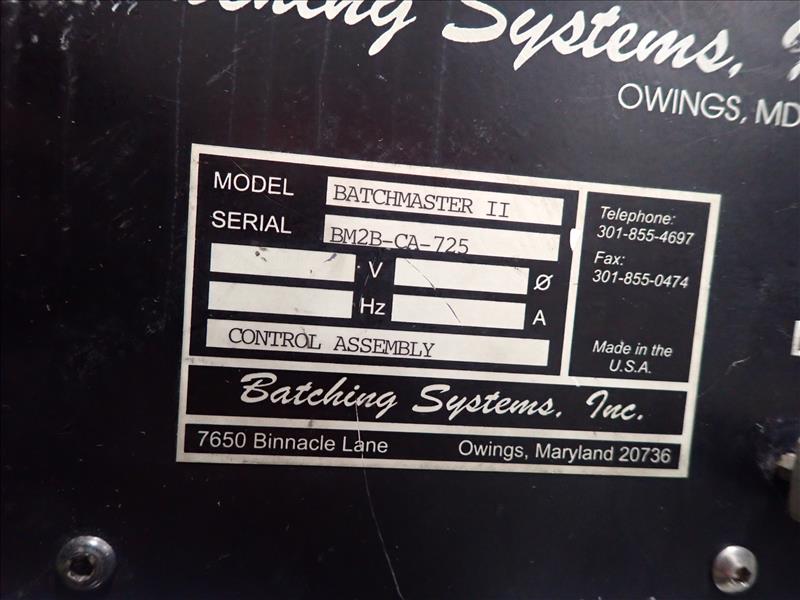 Systems,
OWINGS, MD
MODEL BATCHMASTER II
SERIAL BM2B-CA-725
V Ø
Hz A
CONTROL ASSEMBLY
Telephone:
301-855-4697
Fax:
301-855-0474
Made in the
U.S.A.
Batching Systems, Inc.
7650 Binnacle Lane Owings, Maryland 20736